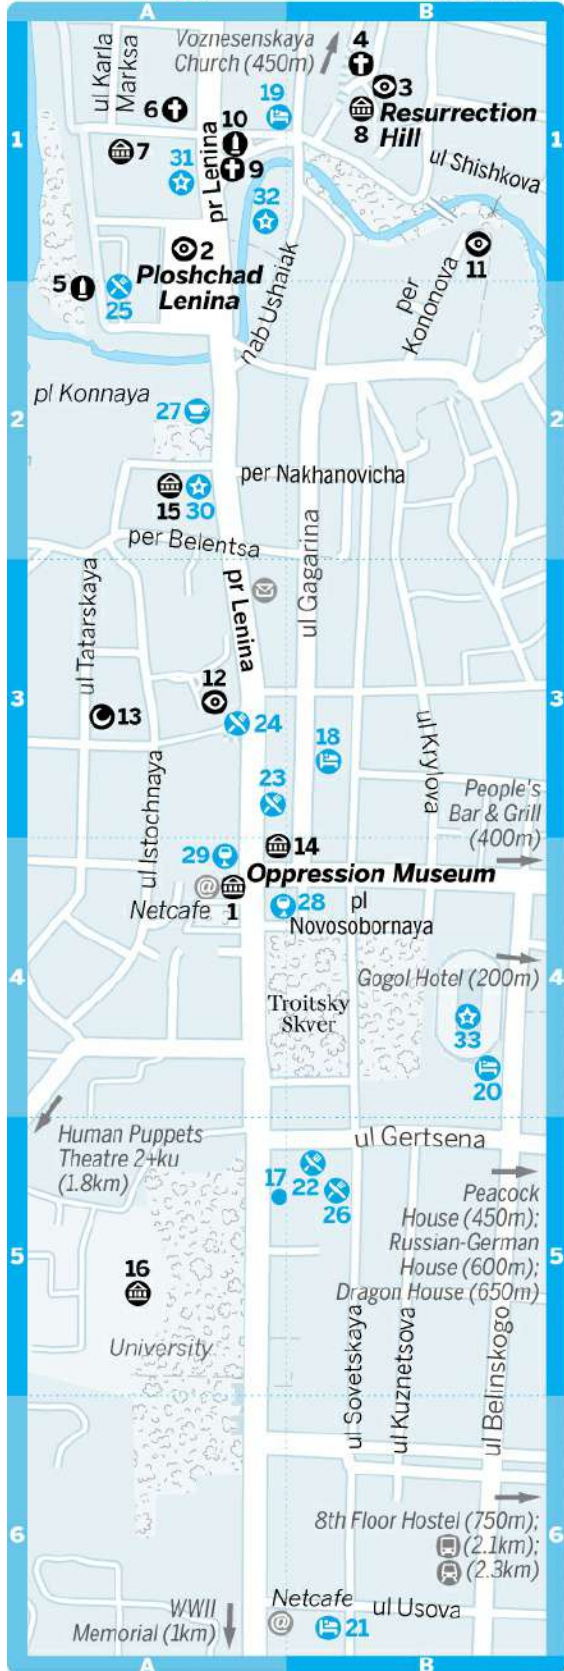 A
B
Voznesenskaya
Church (450m)
4
ul Karla
Marksa
3
19
6
10
8
Resurrection
Hill
1
1
7
31
pr Lenina
9
ul Shishkova
32
2
Ploshchad
Lenina
5
25
nab Ushaiak
per
Kononova
11
pl Konnaya
27
2
2
per Nakhanovicha
15
30
per Belentsa
ul Gagarina
pr Lenina
ul Tatarskaya
12
3
3
13
24
18
ul Krylova
23
ul Istochnaya
People's
Bar & Grill
(400m)
14
29
Oppression Museum
@
Netcafe
1
28
pl
Novosobornaya
Gogol Hotel (200m)
4
4
Troitsky
Skver
33
20
Human Puppets
Theatre 2+ku
(1.8km)
ul Gertsena
17
22
26
Peacock
House (450m);
Russian-German
House (600m);
Dragon House (650m)
5
5
16
University
ul Sovetskaya
ul Kuznetsova
ul Belinskogo
8th Floor Hostel (750m);
(2.1km);
(2.3km)
6
6
WWII
Memorial (1km)
Netcafe
@
ul Usova
21
A
B